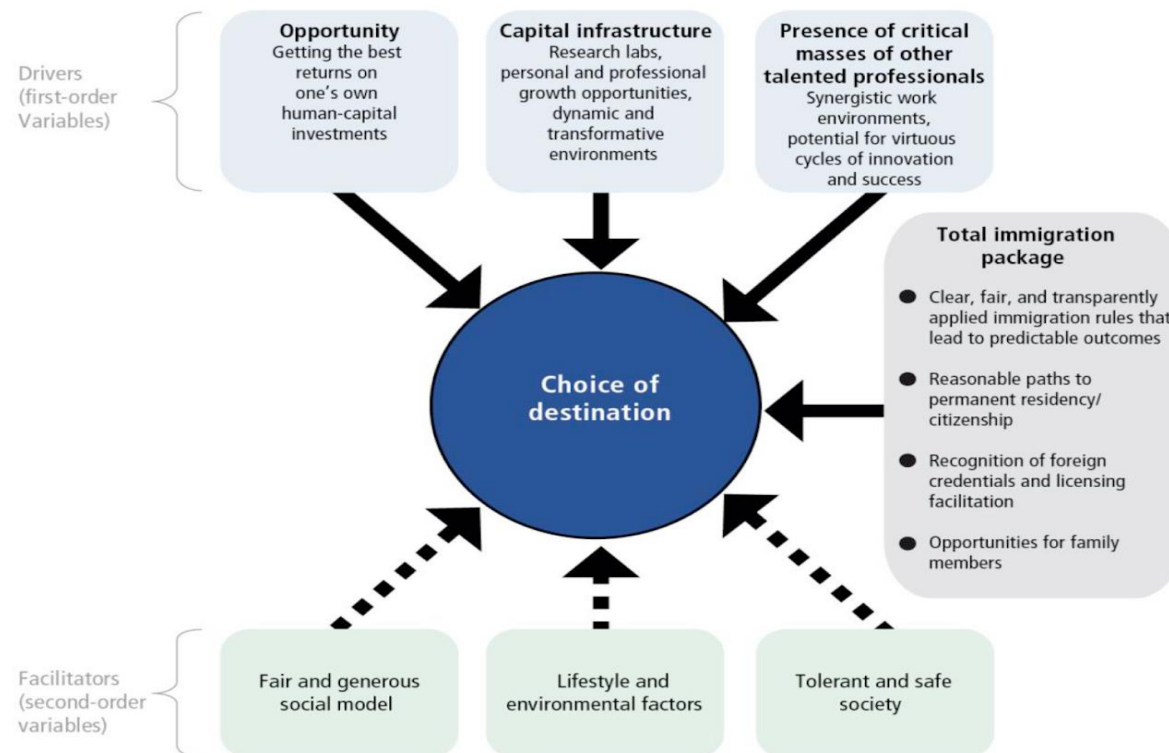 Drivers
(first-order
Variables)
Opportunity
Getting the best
returns on
one's own
human-capital
investments
Capital infrastructure
Research labs,
personal and professional
growth opportunities,
dynamic and
transformative
environments
Presence of critical
masses of other
talented professionals
Synergistic work
environments,
potential for virtuous
cycles of innovation
and success
Total immigration
package
● Clear, fair, and transparently
applied immigration rules that
lead to predictable outcomes
● Reasonable paths to
permanent residency/
citizenship
● Recognition of foreign
credentials and licensing
facilitation
● Opportunities for family
members
Choice of
destination
Facilitators
(second-order
variables)
Fair and generous
social model
Lifestyle and
environmental factors
Tolerant and safe
society